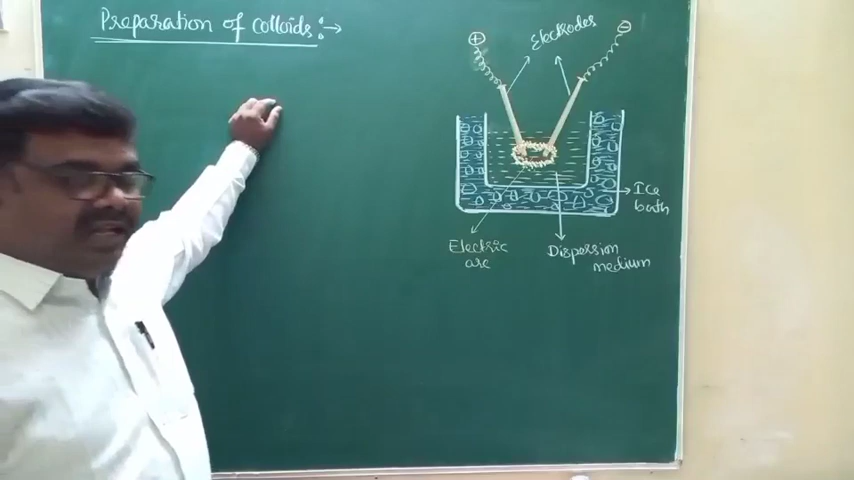 Preparation of Colloids :→
Electrodes
+
−
Ice
bath
Electric
arc
Dispersion
medium